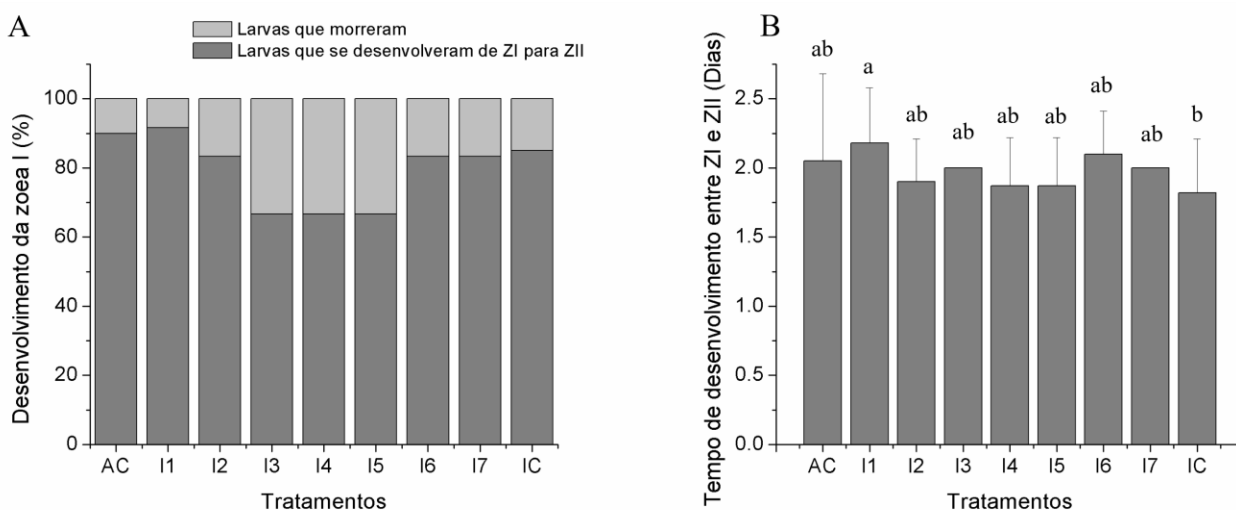 A
Larvas que morreram
Larvas que se desenvolveram de ZI para ZII
Desenvolvimento da zoea I (%)
100
80
60
40
20
0
AC I1 I2 I3 I4 I5 I6 I7 IC
Tratamentos
B
Tempo de desenvolvimento entre ZI e ZII (Dias)
2.5
2.0
1.5
1.0
0.5
0.0
ab a ab ab ab ab ab ab b
AC I1 I2 I3 I4 I5 I6 I7 IC
Tratamentos